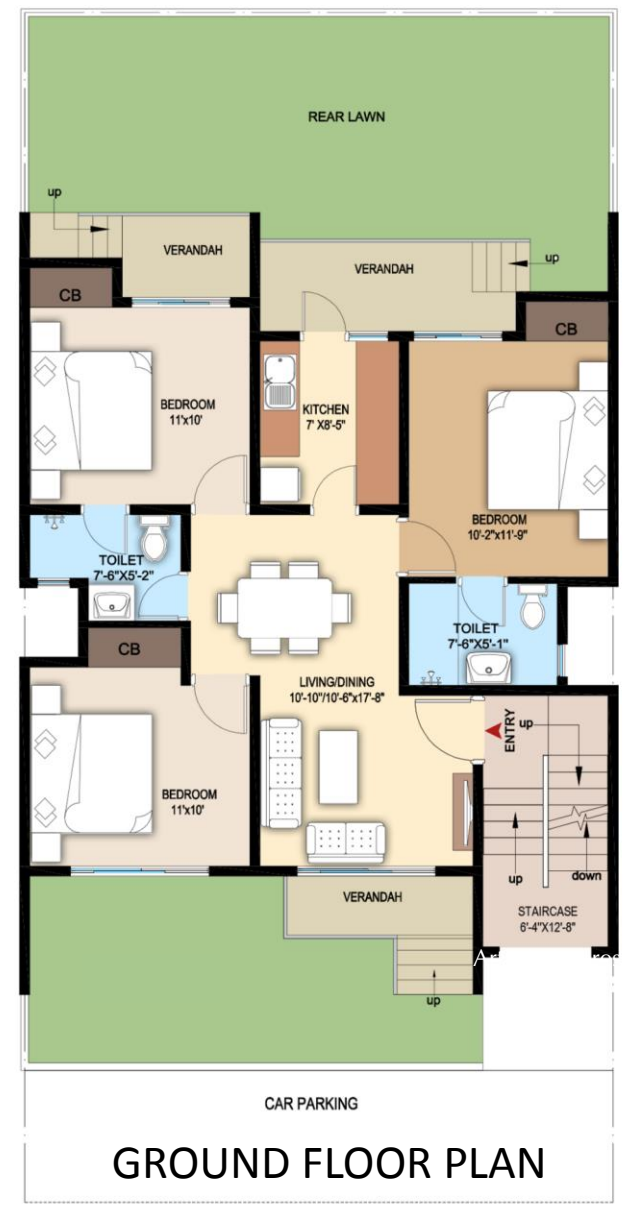 REAR LAWN
up
VERANDAH
VERANDAH
up
CB
CB
BEDROOM
11'x10'
KITCHEN
7' X8'-5"
BEDROOM
10'-2"x11'-9"
TOILET
7'-6"X5'-2"
TOILET
7'-6"X5'-1"
CB
LIVING/DINING
10'-10"/10'-6"x17'-8"
ENTRY
up
BEDROOM
11'x10'
up
down
VERANDAH
STAIRCASE
6'-4"X12'-8"
up
CAR PARKING
GROUND FLOOR PLAN